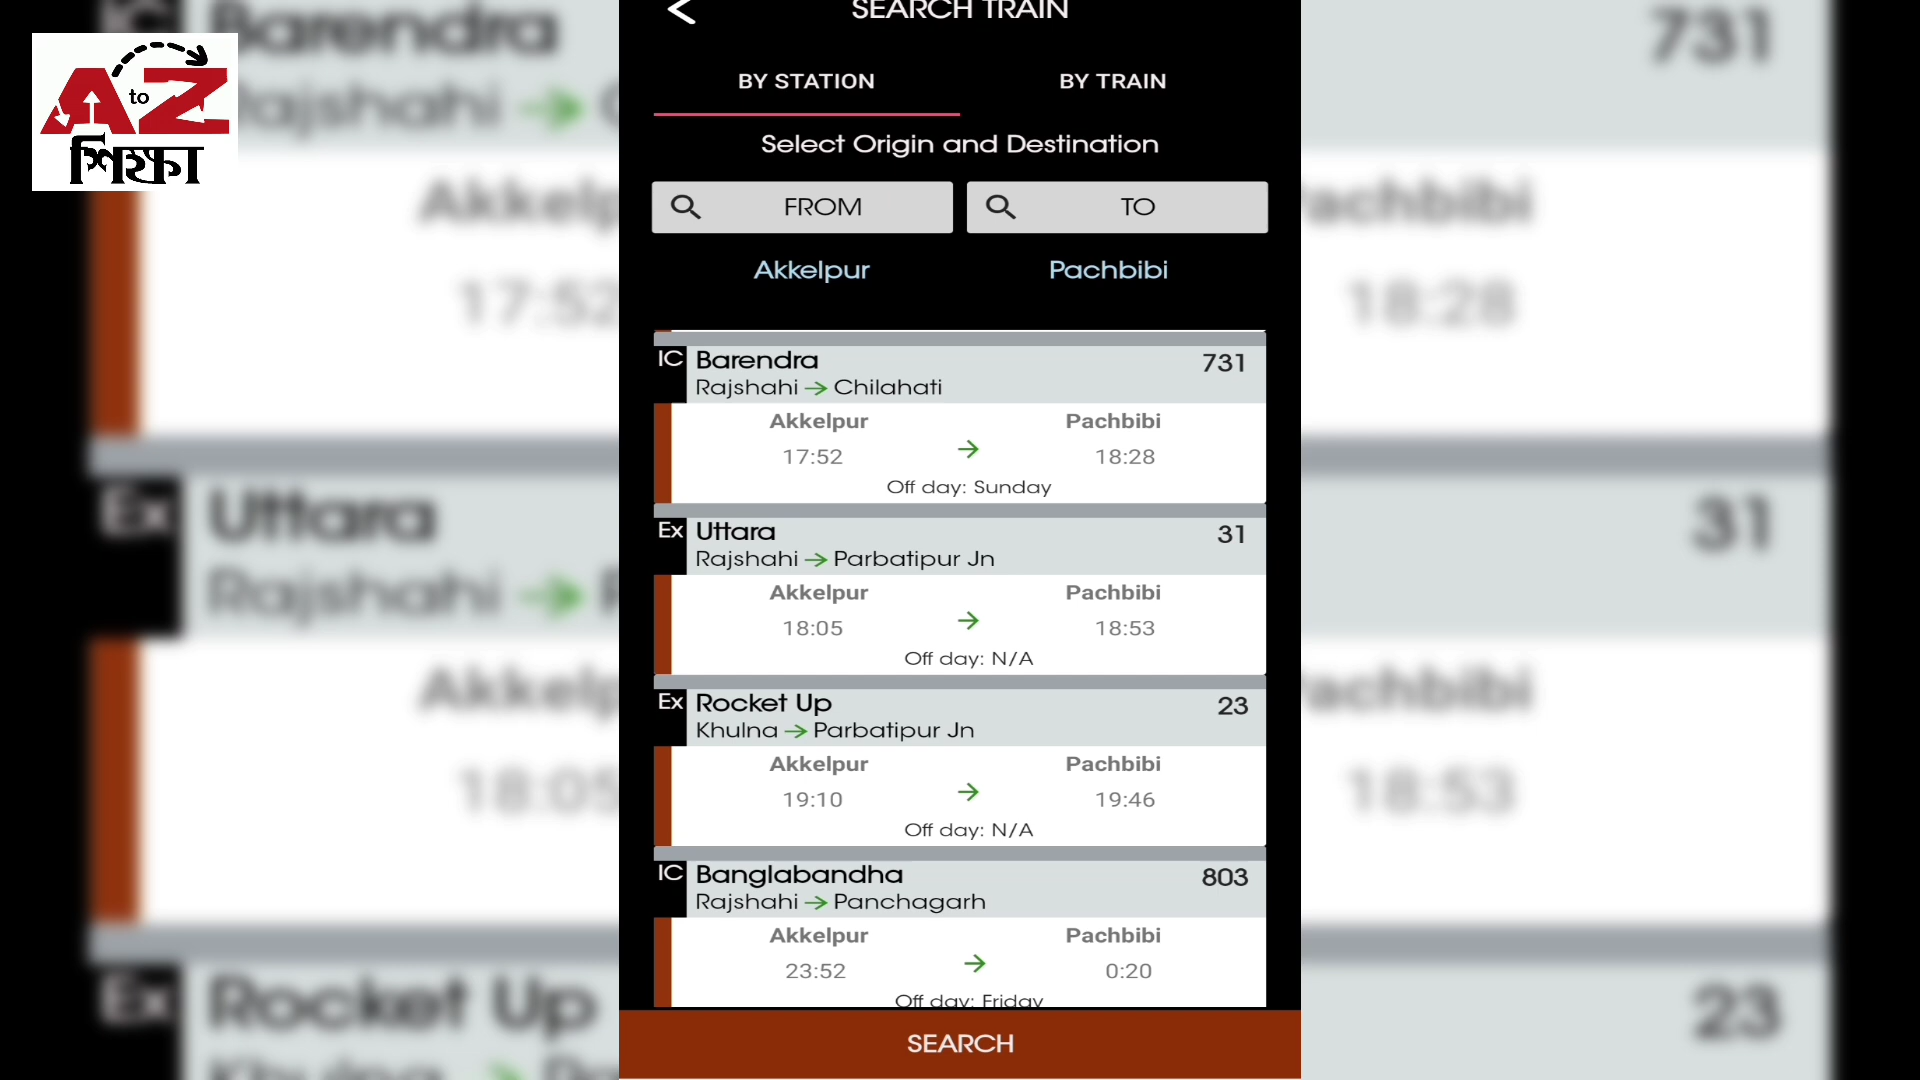 A to Z
শিক্ষা
SEARCH TRAIN
BY STATION
BY TRAIN
Select Origin and Destination
FROM
TO
Akkelpur
Pachbibi
IC Barendra 731
Rajshahi → Chilahati
Akkelpur Pachbibi
17:52 → 18:28
Off day: Sunday
Ex Uttara 31
Rajshahi → Parbatipur Jn
Akkelpur Pachbibi
18:05 → 18:53
Off day: N/A
Ex Rocket Up 23
Khulna → Parbatipur Jn
Akkelpur Pachbibi
19:10 → 19:46
Off day: N/A
IC Banglabandha 803
Rajshahi → Panchagarh
Akkelpur Pachbibi
23:52 → 0:20
Off day: Friday
SEARCH